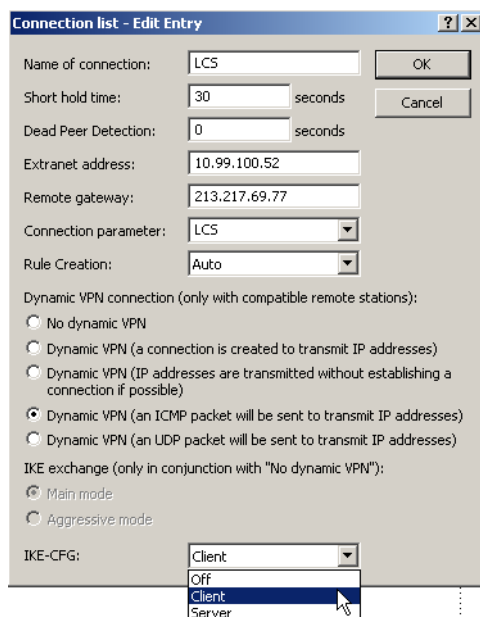 Connection list - Edit Entry
Name of connection: LCS OK
Short hold time: 30 seconds Cancel
Dead Peer Detection: 0 seconds
Extranet address: 10.99.100.52
Remote gateway: 213.217.69.77
Connection parameter: LCS
Rule Creation: Auto
Dynamic VPN connection (only with compatible remote stations):
No dynamic VPN
Dynamic VPN (a connection is created to transmit IP addresses)
Dynamic VPN (IP addresses are transmitted without establishing a
connection if possible)
Dynamic VPN (an ICMP packet will be sent to transmit IP addresses)
Dynamic VPN (an UDP packet will be sent to transmit IP addresses)
IKE exchange (only in conjunction with "No dynamic VPN"):
Main mode
Aggressive mode
IKE-CFG: Client
Off
Client
Server